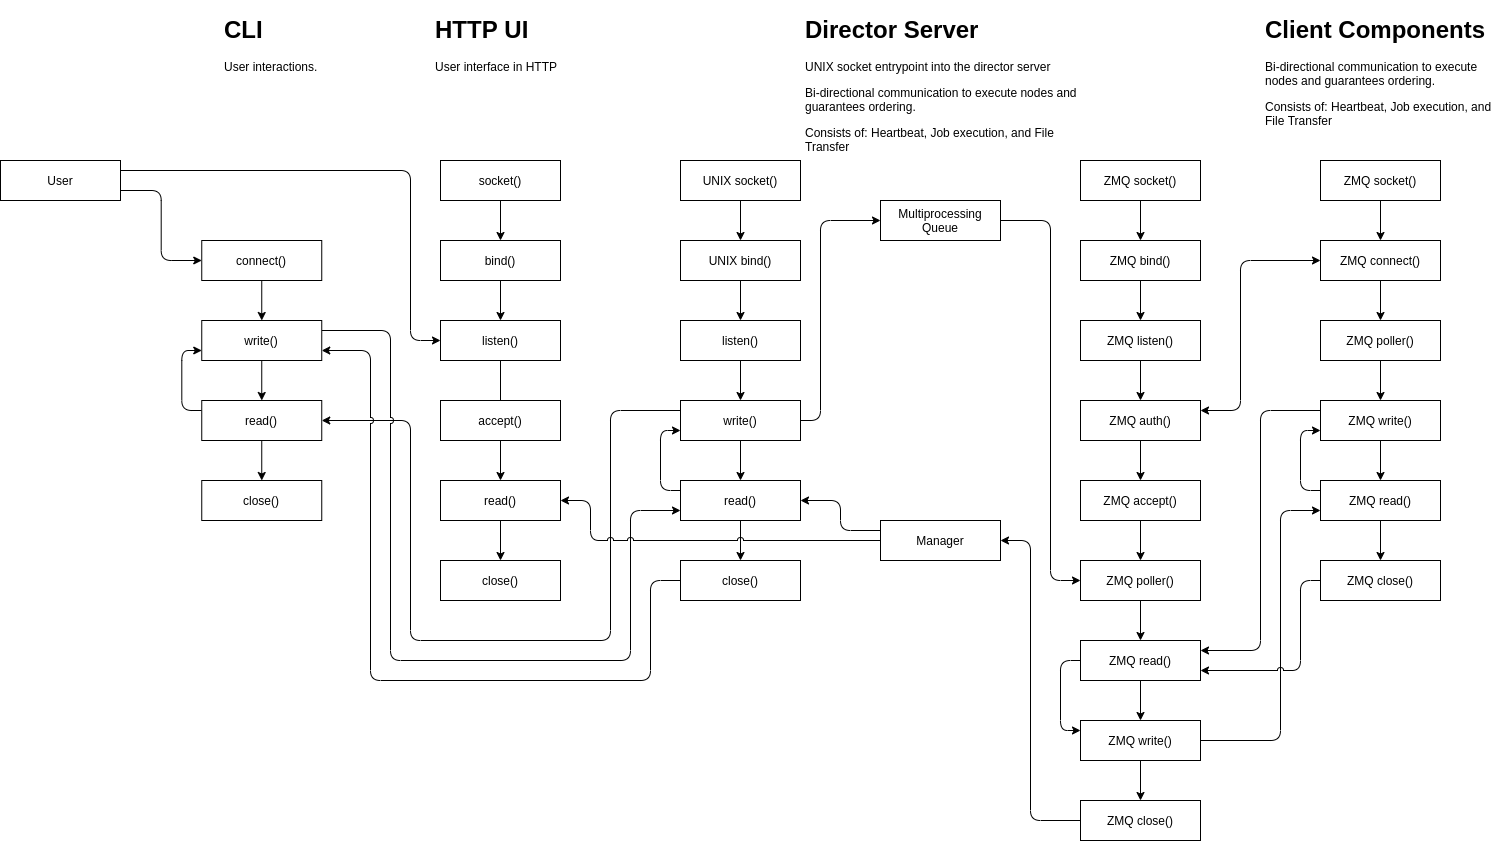 CLI
User interactions.
HTTP UI
User interface in HTTP
Director Server
UNIX socket entrypoint into the director server
Bi-directional communication to execute nodes and
guarantees ordering.
Consists of: Heartbeat, Job execution, and File
Transfer
Client Components
Bi-directional communication to execute
nodes and guarantees ordering.
Consists of: Heartbeat, Job execution, and
File Transfer
User
connect()
write()
read()
close()
socket()
bind()
listen()
accept()
read()
close()
UNIX socket()
UNIX bind()
listen()
write()
read()
close()
Multiprocessing
Queue
Manager
ZMQ socket()
ZMQ bind()
ZMQ listen()
ZMQ auth()
ZMQ accept()
ZMQ poller()
ZMQ read()
ZMQ write()
ZMQ close()
ZMQ socket()
ZMQ connect()
ZMQ poller()
ZMQ write()
ZMQ read()
ZMQ close()